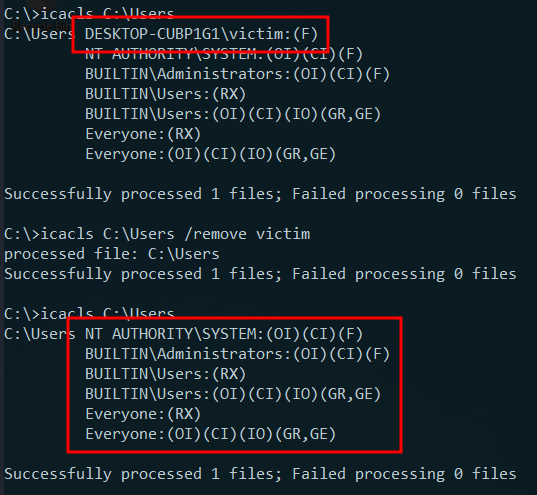 C:\>icacls C:\Users
C:\Users DESKTOP-CUBP1G1\victim:(F)
NT AUTHORITY\SYSTEM:(OI)(CI)(F)
BUILTIN\Administrators:(OI)(CI)(F)
BUILTIN\Users:(RX)
BUILTIN\Users:(OI)(CI)(IO)(GR,GE)
Everyone:(RX)
Everyone:(OI)(CI)(IO)(GR,GE)
Successfully processed 1 files; Failed processing 0 files
C:\>icacls C:\Users /remove victim
processed file: C:\Users
Successfully processed 1 files; Failed processing 0 files
C:\>icacls C:\Users
C:\Users NT AUTHORITY\SYSTEM:(OI)(CI)(F)
BUILTIN\Administrators:(OI)(CI)(F)
BUILTIN\Users:(RX)
BUILTIN\Users:(OI)(CI)(IO)(GR,GE)
Everyone:(RX)
Everyone:(OI)(CI)(IO)(GR,GE)
Successfully processed 1 files; Failed processing 0 files